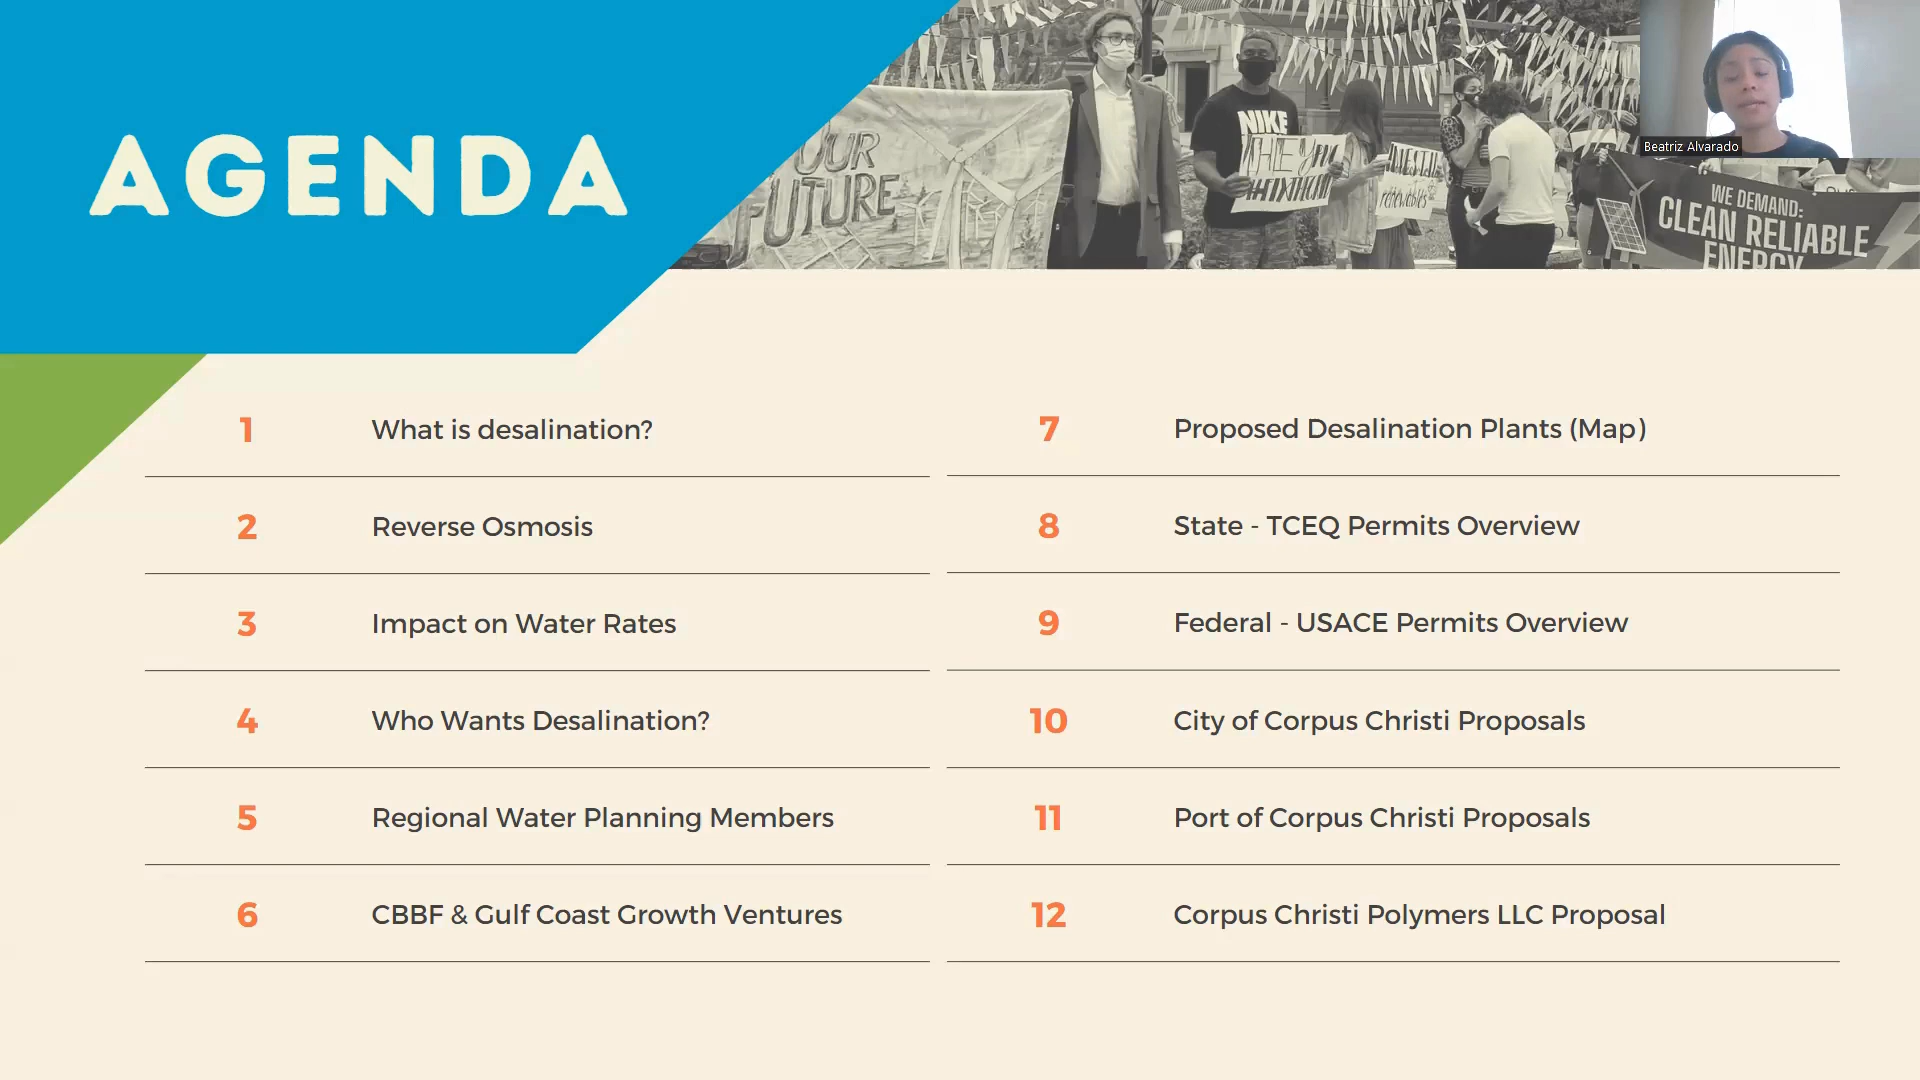 AGENDA
OUR
FUTURE
NIKE
WE DEMAND:
CLEAN RELIABLE
ENERGY
Beatriz Alvarado
1 What is desalination?
2 Reverse Osmosis
3 Impact on Water Rates
4 Who Wants Desalination?
5 Regional Water Planning Members
6 CBBF & Gulf Coast Growth Ventures
7 Proposed Desalination Plants (Map)
8 State - TCEQ Permits Overview
9 Federal - USACE Permits Overview
10 City of Corpus Christi Proposals
11 Port of Corpus Christi Proposals
12 Corpus Christi Polymers LLC Proposal